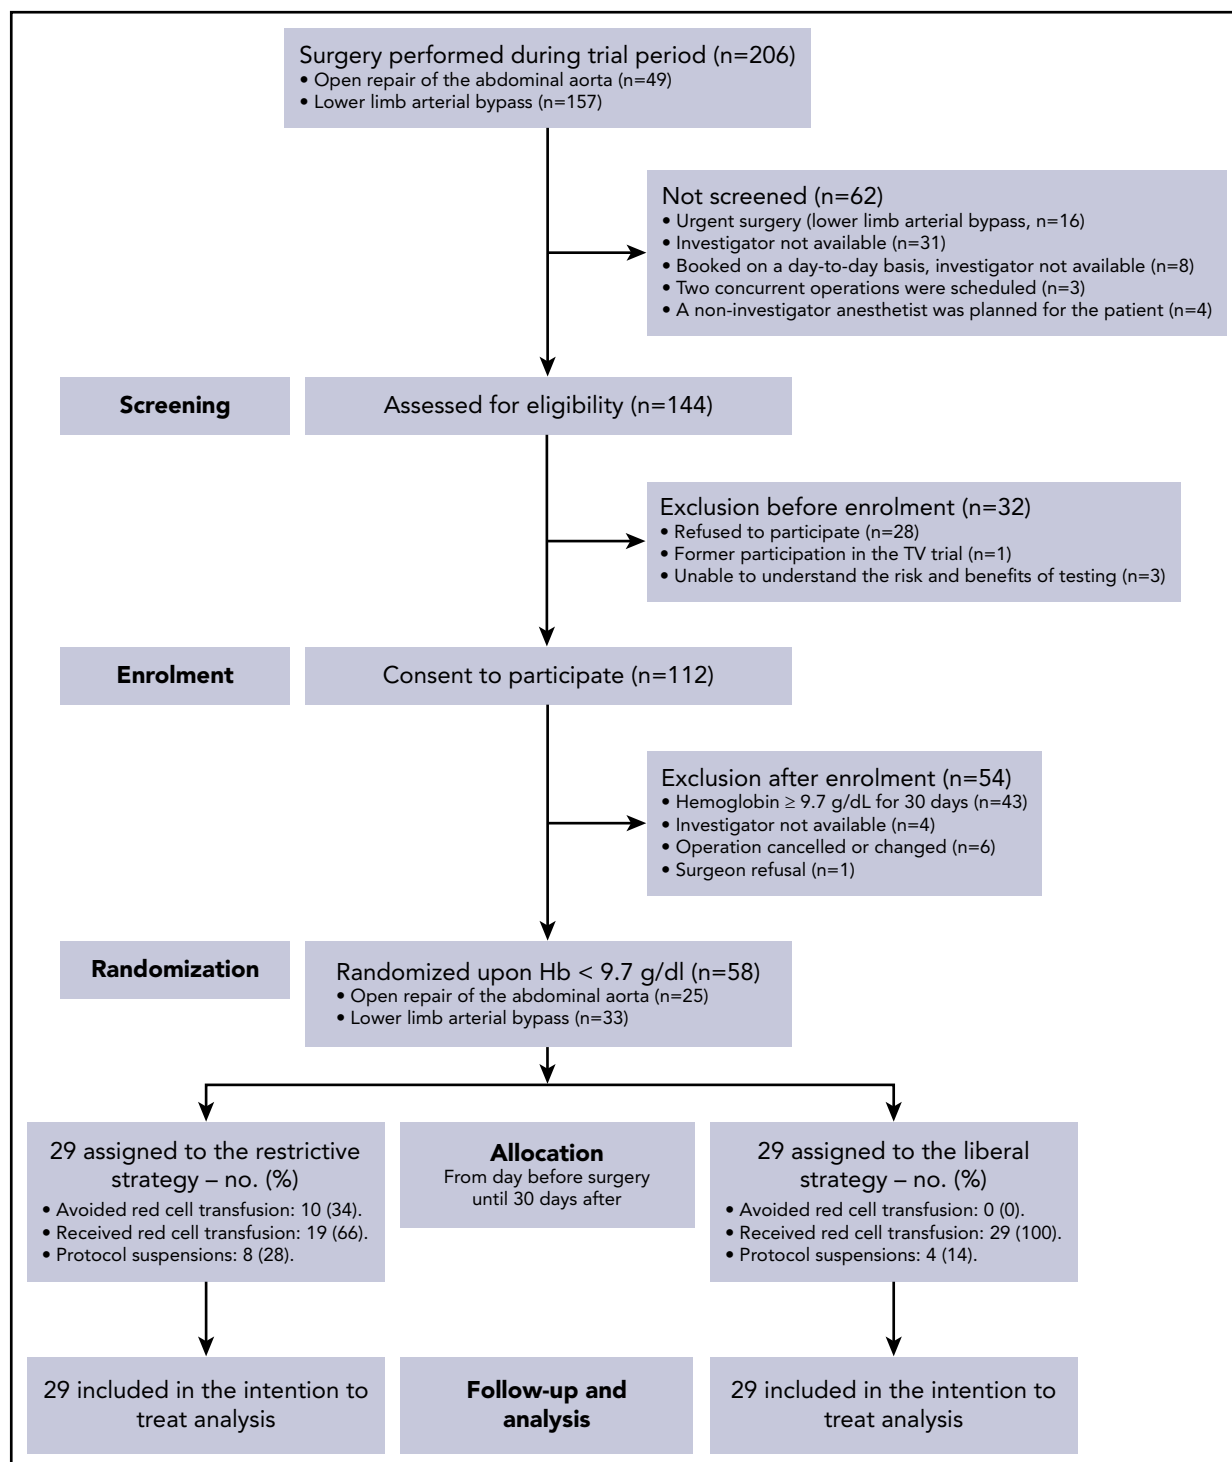 Surgery performed during trial period (n=206)
• Open repair of the abdominal aorta (n=49)
• Lower limb arterial bypass (n=157)
Not screened (n=62)
• Urgent surgery (lower limb arterial bypass, n=16)
• Investigator not available (n=31)
• Booked on a day-to-day basis, investigator not available (n=8)
• Two concurrent operations were scheduled (n=3)
• A non-investigator anesthetist was planned for the patient (n=4)
Screening
Assessed for eligibility (n=144)
Exclusion before enrolment (n=32)
• Refused to participate (n=28)
• Former participation in the TV trial (n=1)
• Unable to understand the risk and benefits of testing (n=3)
Enrolment
Consent to participate (n=112)
Exclusion after enrolment (n=54)
• Hemoglobin ≥ 9.7 g/dL for 30 days (n=43)
• Investigator not available (n=4)
• Operation cancelled or changed (n=6)
• Surgeon refusal (n=1)
Randomization
Randomized upon Hb < 9.7 g/dl (n=58)
• Open repair of the abdominal aorta (n=25)
• Lower limb arterial bypass (n=33)
29 assigned to the restrictive
strategy – no. (%)
• Avoided red cell transfusion: 10 (34).
• Received red cell transfusion: 19 (66).
• Protocol suspensions: 8 (28).
Allocation
From day before surgery
until 30 days after
29 assigned to the liberal
strategy – no. (%)
• Avoided red cell transfusion: 0 (0).
• Received red cell transfusion: 29 (100).
• Protocol suspensions: 4 (14).
29 included in the intention to
treat analysis
Follow-up and
analysis
29 included in the intention to
treat analysis